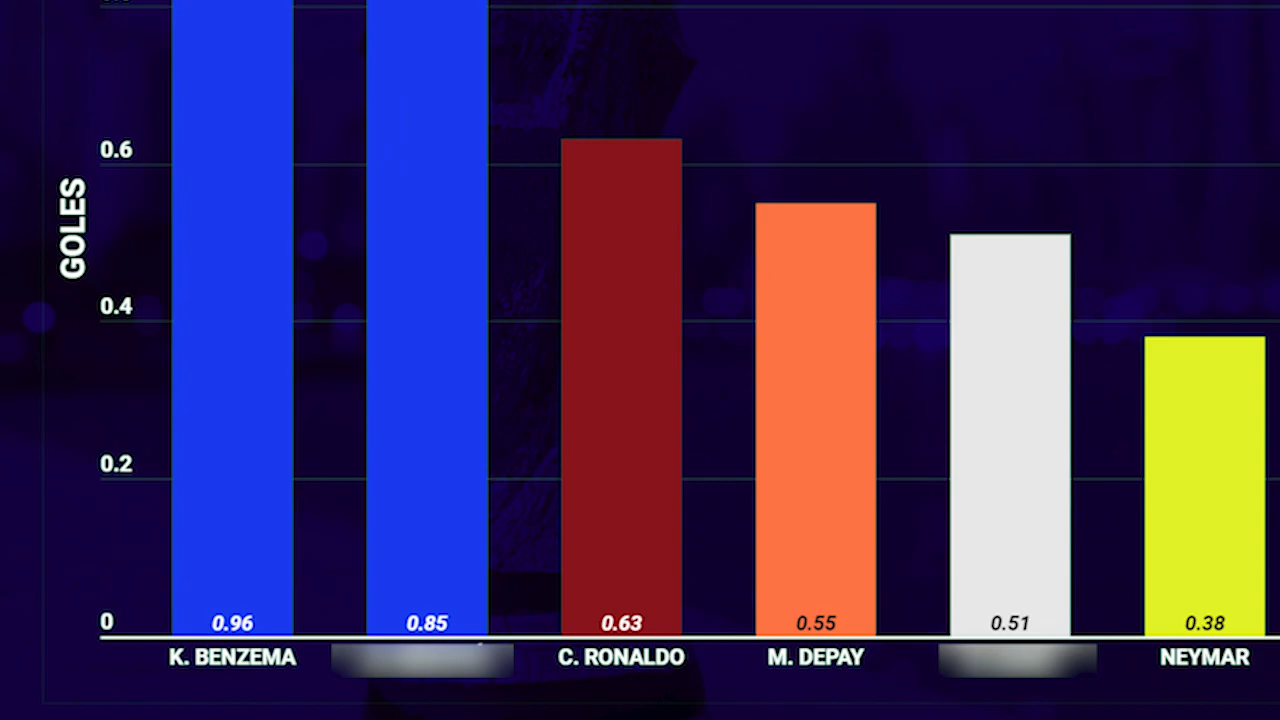 GOLES
0.6
0.4
0.2
0
0.96
0.85
0.63
0.55
0.51
0.38
K. BENZEMA
C. RONALDO
M. DEPAY
NEYMAR